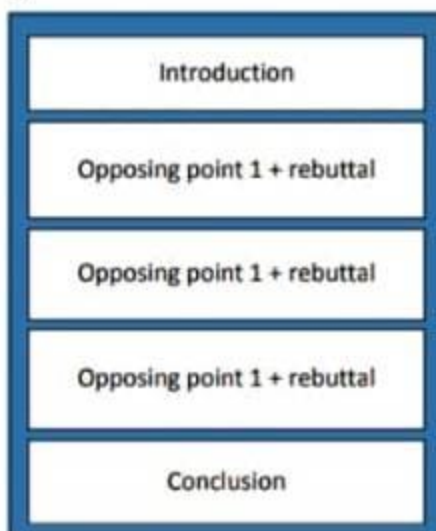 Introduction
Opposing point 1 + rebuttal
Opposing point 1 + rebuttal
Opposing point 1 + rebuttal
Conclusion